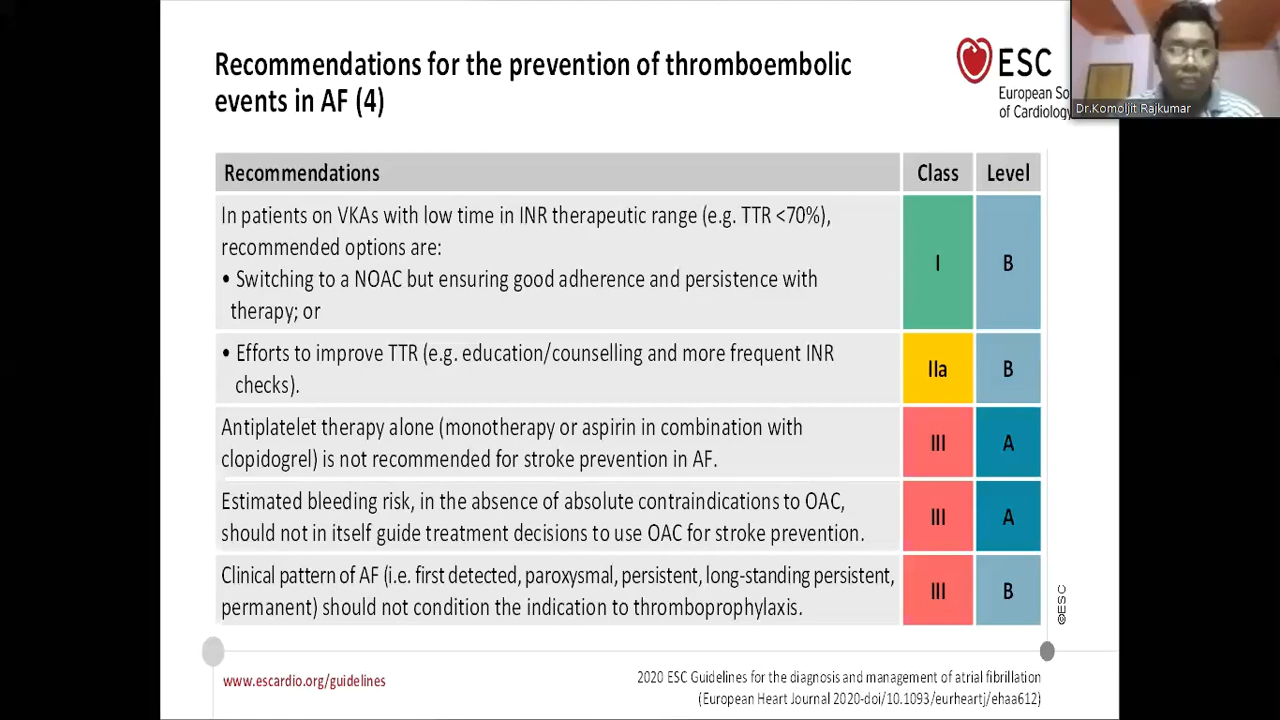 Recommendations for the prevention of thromboembolic
events in AF (4)
ESC
European So
of Cardiology
Dr.Komoljit Rajkumar
Recommendations Class Level
In patients on VKAs with low time in INR therapeutic range (e.g. TTR <70%),
recommended options are:
• Switching to a NOAC but ensuring good adherence and persistence with
therapy; or
I B
• Efforts to improve TTR (e.g. education/counselling and more frequent INR
checks).
IIa B
Antiplatelet therapy alone (monotherapy or aspirin in combination with
clopidogrel) is not recommended for stroke prevention in AF.
III A
Estimated bleeding risk, in the absence of absolute contraindications to OAC,
should not in itself guide treatment decisions to use OAC for stroke prevention.
III A
Clinical pattern of AF (i.e. first detected, paroxysmal, persistent, long-standing persistent,
permanent) should not condition the indication to thromboprophylaxis.
III B
©ESC
www.escardio.org/guidelines
2020 ESC Guidelines for the diagnosis and management of atrial fibrillation
(European Heart Journal 2020-doi/10.1093/eurheartj/ehaa612)